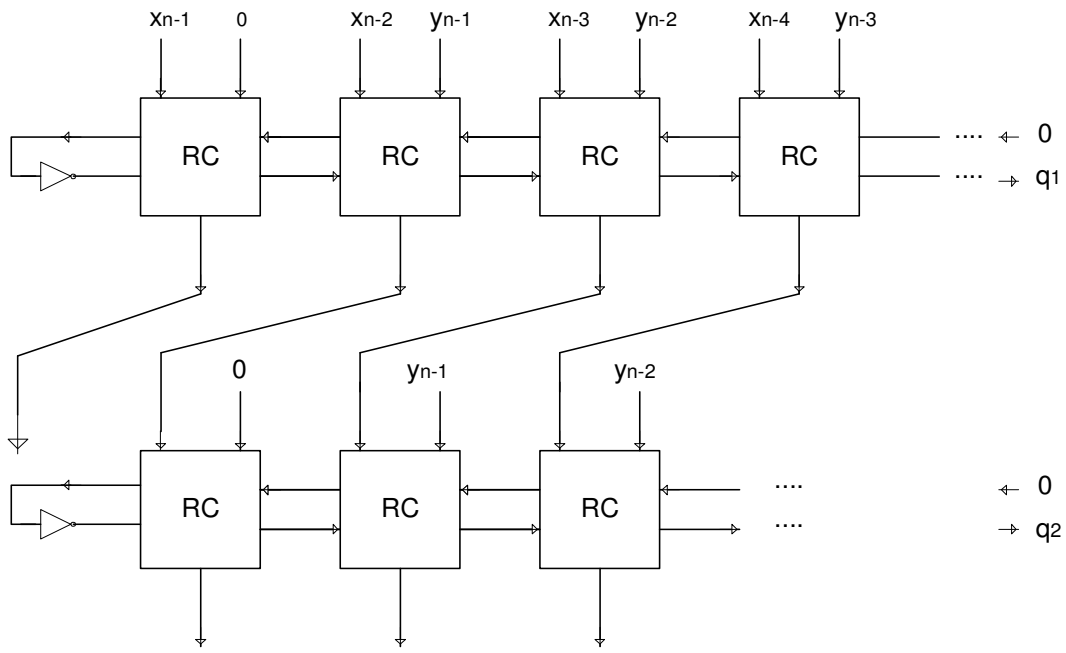 xn-1 0 xn-2 yn-1 xn-3 yn-2 xn-4 yn-3
RC RC RC RC .... 0
.... q1
0 yn-1 yn-2
RC RC RC .... 0
.... q2